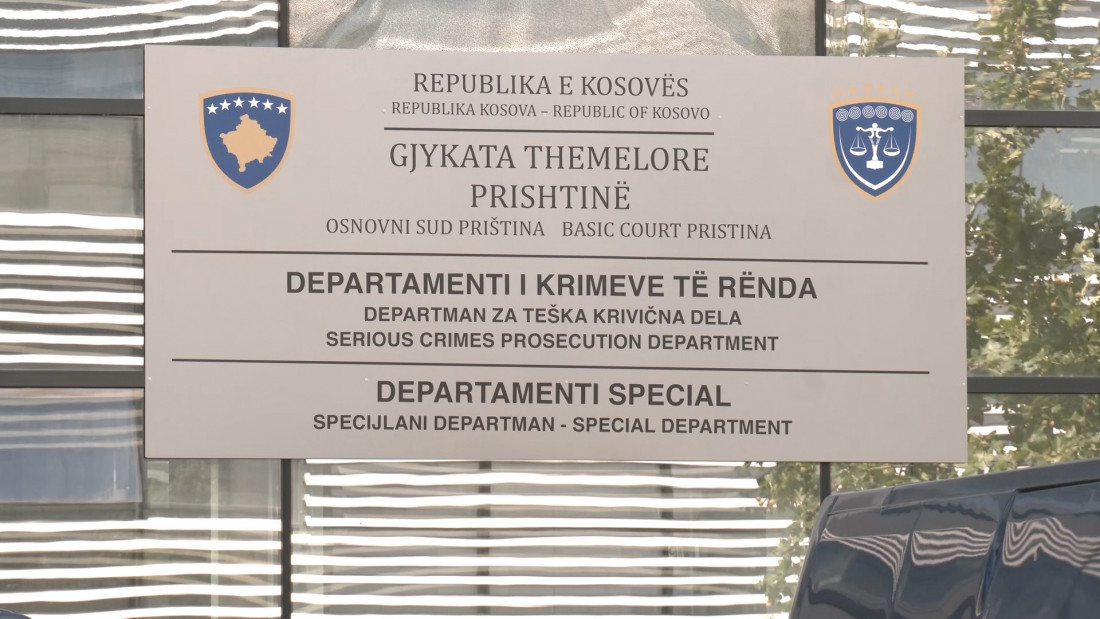 REPUBLIKA E KOSOVËS
REPUBLIKA KOSOVA – REPUBLIC OF KOSOVO
GJYKATA THEMELORE
PRISHTINË
OSNOVNI SUD PRIŠTINA BASIC COURT PRISTINA
DEPARTAMENTI I KRIMEVE TË RËNDA
DEPARTMAN ZA TEŠKA KRIVIČNA DELA
SERIOUS CRIMES PROSECUTION DEPARTMENT
DEPARTAMENTI SPECIAL
SPECIJLANI DEPARTMAN - SPECIAL DEPARTMENT